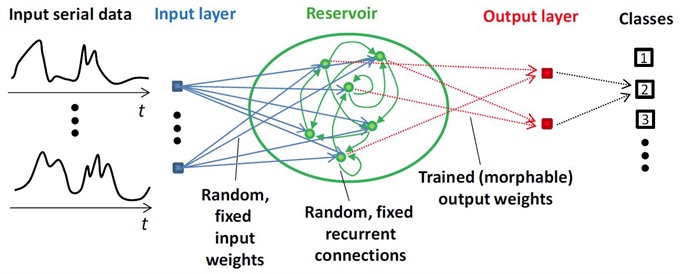 Input serial data
Input layer
Reservoir
Output layer
Classes
t
t
1
2
3
Random,
fixed
input
weights
Random, fixed
recurrent
connections
Trained (morphable)
output weights